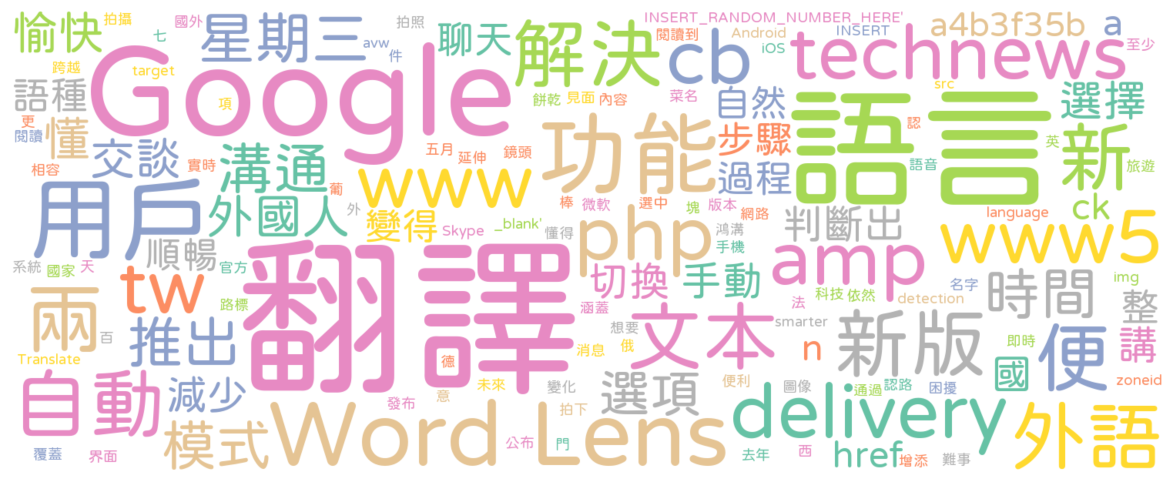 拍攝 國外 拍照 INSERT_RANDOM_NUMBER_HERE'
愉快 七 星期三 avw 件 聊天 解決 cb 閱讀到 Android INSERT a4b3f35b a
跨越 target Google iOS technews 至少
語種 項 餅乾 見面 內容 菜名 自然 src 語言 選擇
更 懂 閱讀 交談 實時 五月 延伸 鏡頭 功能 步驟 認 英 新
相容 溝通 葡 www 過程 語音 旅遊
用戶 外國人 外 變得 棒 微軟 選中 塊 版本 網路 判斷出 language ck
順暢 Skype _blank' 懂得 php 鴻溝 手機 amp www5
系統 國家 天 tw 官方 翻譯 切換 手動 科技 依然 名字 img
兩 路標 涵蓋 法 detection 時間 整
百 推出 想要 文本 smarter 新版 即時 便 講
Translate 德 消息 俄 n 國 zoneid
自動 減少 未來 變化 選項 便利 圖像 通過 認路 困擾
發布 意 拍下 delivery 外語
模式 Word Lens 公布 門 去年 西 href 增添 難事
覆蓋 界面